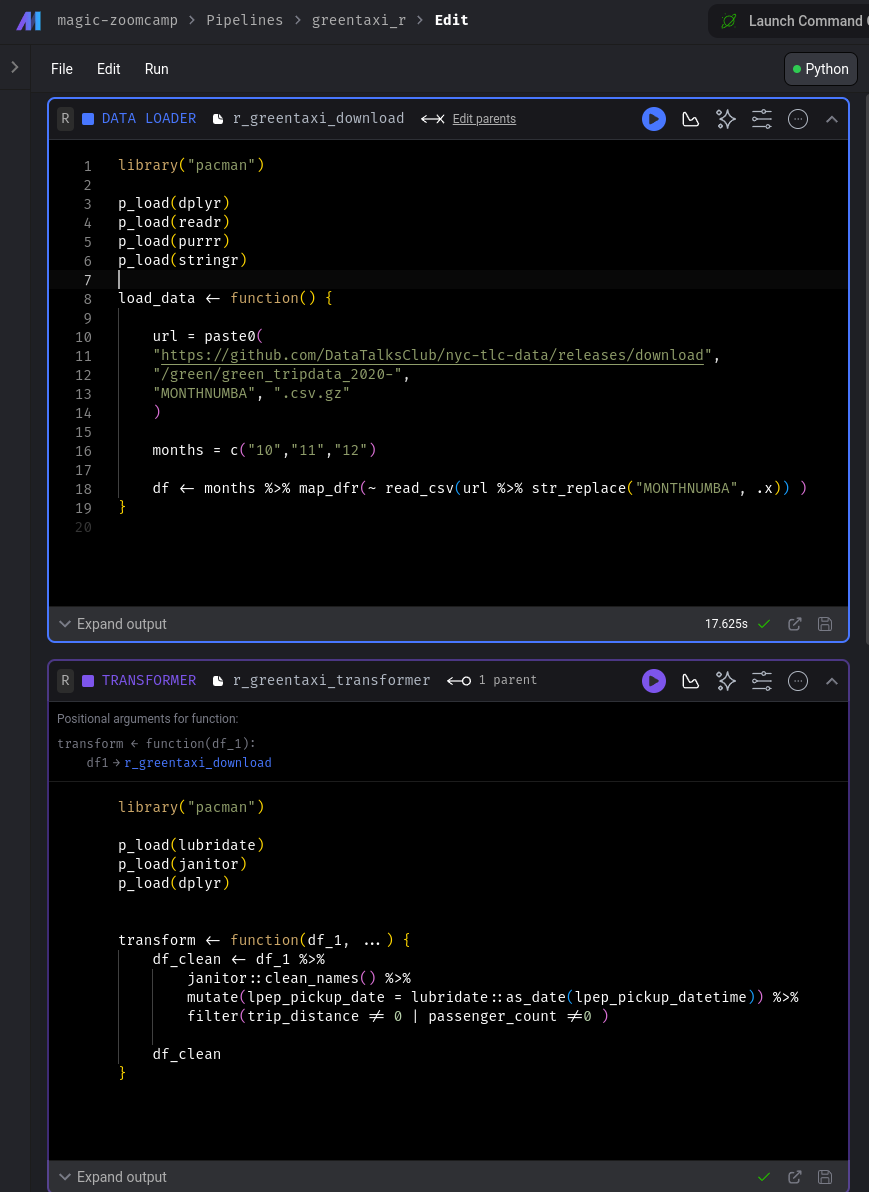 magic-zoomcamp > Pipelines > greentaxi_r > Edit
Launch Command
File Edit Run
Python
R DATA LOADER r_greentaxi_download Edit parents
1 library("pacman")
2
3 p_load(dplyr)
4 p_load(readr)
5 p_load(purrr)
6 p_load(stringr)
7
8 load_data <- function() {
9
10 url = paste0(
11 "https://github.com/DataTalksClub/nyc-tlc-data/releases/download",
12 "/green/green_tripdata_2020-",
13 "MONTHNUMBA", ".csv.gz"
14 )
15
16 months = c("10","11","12")
17
18 df <- months %>% map_dfr(~ read_csv(url %>% str_replace("MONTHNUMBA", .x)) )
19 }
20
Expand output 17.625s
R TRANSFORMER r_greentaxi_transformer 1 parent
Positional arguments for function:
transform ← function(df_1):
df1 → r_greentaxi_download
library("pacman")
p_load(lubridate)
p_load(janitor)
p_load(dplyr)
transform <- function(df_1, ...) {
df_clean <- df_1 %>%
janitor::clean_names() %>%
mutate(lpep_pickup_date = lubridate::as_date(lpep_pickup_datetime)) %>%
filter(trip_distance != 0 | passenger_count !=0 )
df_clean
}
Expand output